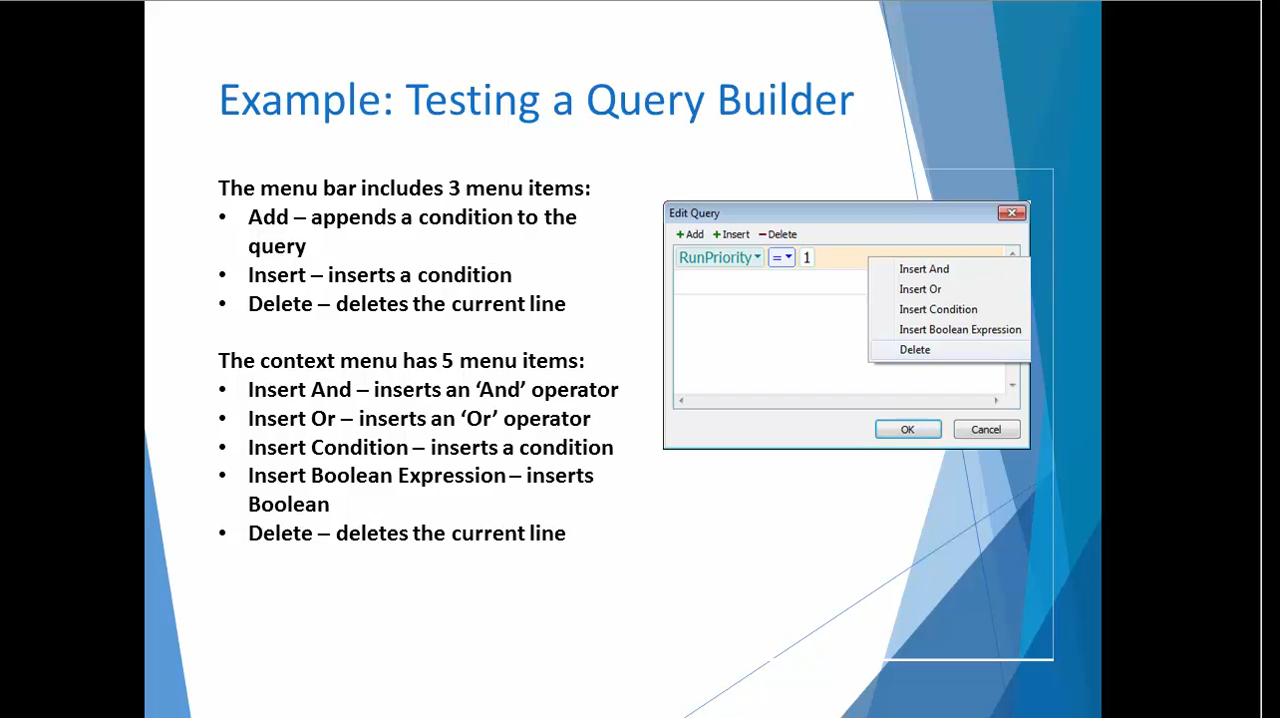 Example: Testing a Query Builder
The menu bar includes 3 menu items:
• Add – appends a condition to the
query
• Insert – inserts a condition
• Delete – deletes the current line
The context menu has 5 menu items:
• Insert And – inserts an ‘And’ operator
• Insert Or – inserts an ‘Or’ operator
• Insert Condition – inserts a condition
• Insert Boolean Expression – inserts
Boolean
• Delete – deletes the current line
Edit Query
+ Add + Insert − Delete
RunPriority = 1
Insert And
Insert Or
Insert Condition
Insert Boolean Expression
Delete
OK Cancel